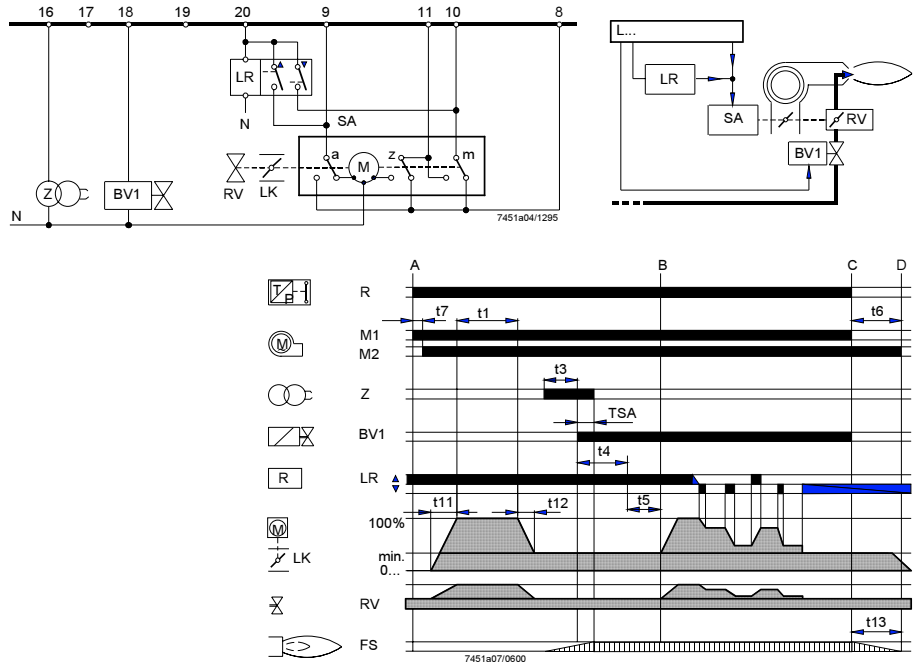 16 17 18 19 20 9 11 10 8
LR
N
SA
a M z m
RV LK
Z BV1
N
7451a04/1295
L...
LR
SA RV
BV1
A B C D
T P R
t7 t1 t6
M M1
M2
t3
Z
TSA
BV1
t4
R LR
t5
t11 t12
100%
M
LK min.
0...
RV
t13
FS
7451a07/0600